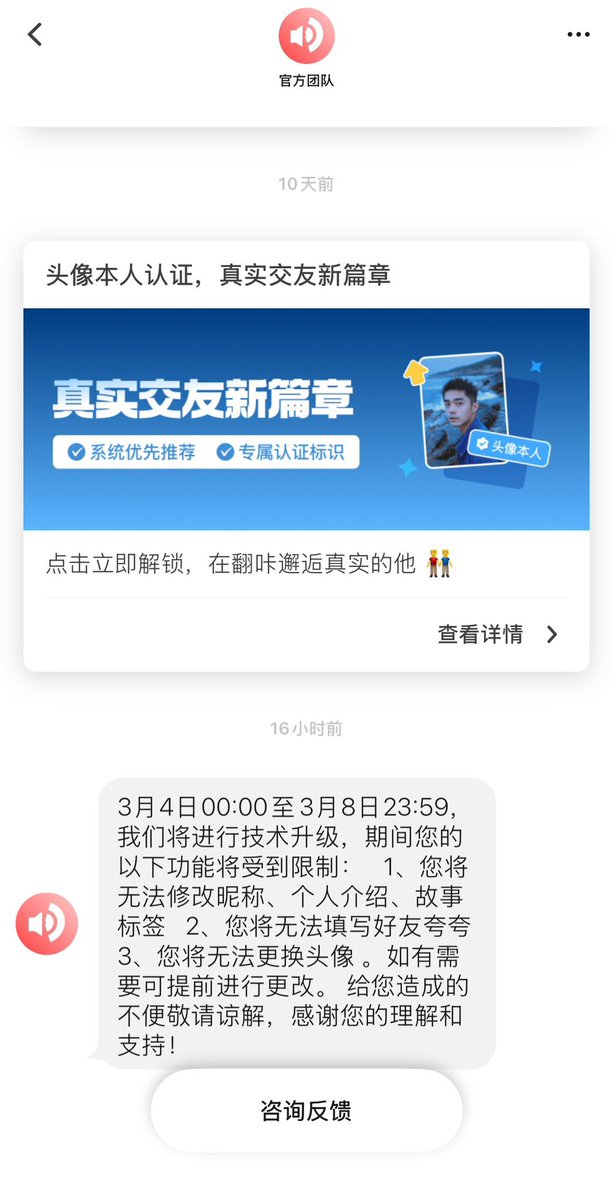 官方团队
10天前
头像本人认证，真实交友新篇章
真实交友新篇章
系统优先推荐 专属认证标识
头像本人
点击立即解锁，在翻咔邂逅真实的他
查看详情
16小时前
3月4日00:00至3月8日23:59，
我们将进行技术升级，期间您的
以下功能将受到限制： 1、您将
无法修改昵称、个人介绍、故事
标签 2、您将无法填写好友夸夸
3、您将无法更换头像 。如有需
要可提前进行更改。 给您造成的
不便敬请谅解，感谢您的理解和
支持！
咨询反馈